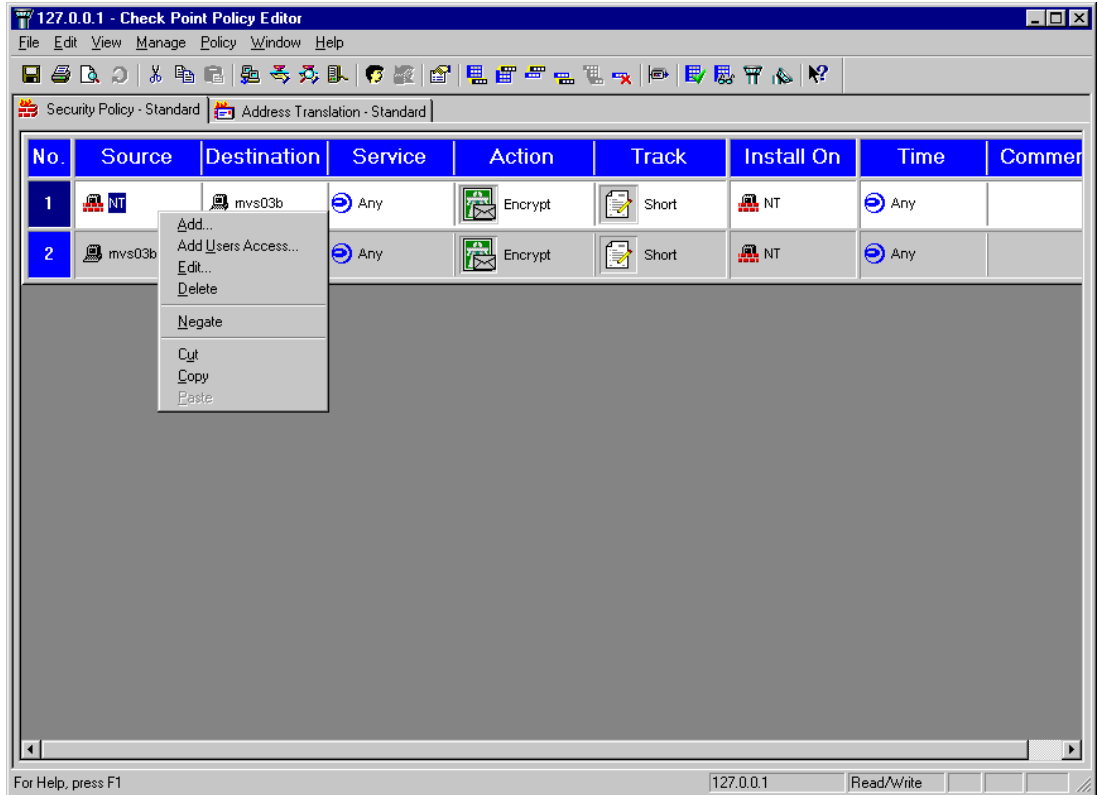 127.0.0.1 - Check Point Policy Editor
File Edit View Manage Policy Window Help
Security Policy - Standard Address Translation - Standard
No. Source Destination Service Action Track Install On Time Commer
1 NT mvs03b Any Encrypt Short NT Any
2 mvs03b Any Encrypt Short NT Any
Add...
Add Users Access...
Edit...
Delete
Negate
Cut
Copy
Paste
For Help, press F1 127.0.0.1 Read/Write